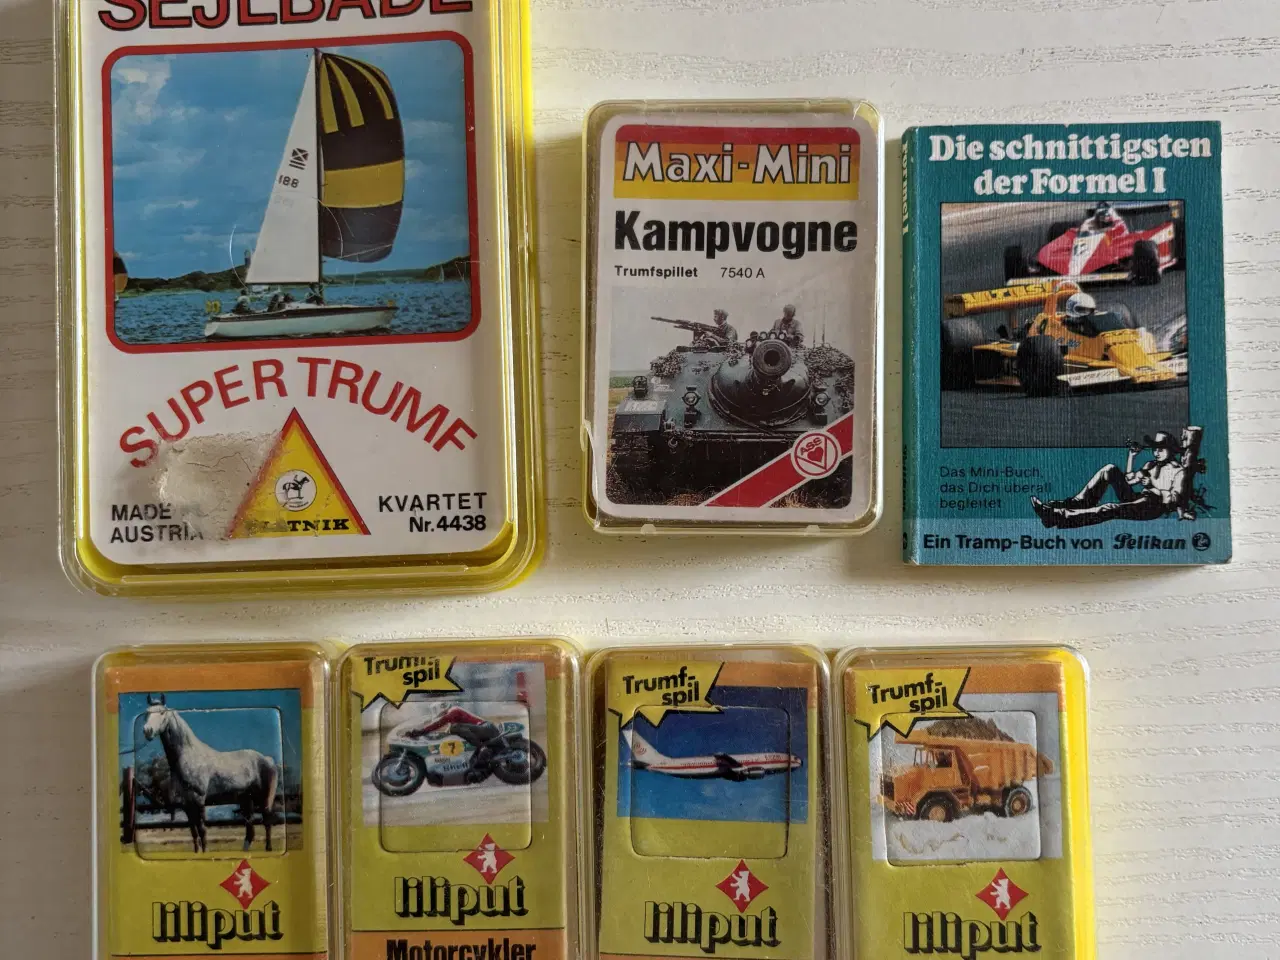 SEJLBÅDE
188
SUPER TRUMF
MADE
AUSTRIA
KVARTET
Nr. 4438
Maxi-Mini
Kampvogne
Trumfspillet 7540 A
ASS
Die schnittigsten
der Formel I
Das Mini-Buch,
das Dich überall
begleitet
Ein Tramp-Buch von Pelikan
liliput
Trumf-
spil
7
liliput
Motorcykler
Trumf-
spil
liliput
Trumf-
spil
liliput